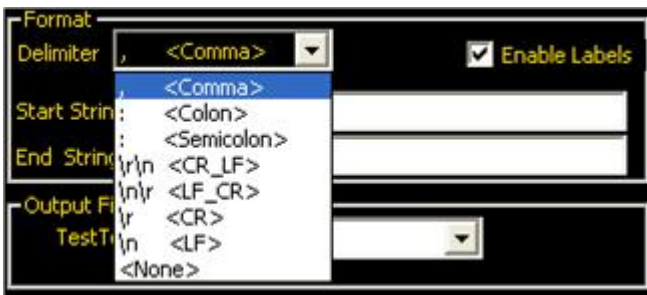 Format
Delimiter , <Comma> Enable Labels
, <Comma>
Start Strin : <Colon>
: <Semicolon>
End String \r\n <CR_LF>
\n\r <LF_CR>
Output Fi \r <CR>
TestT \n <LF>
<None>